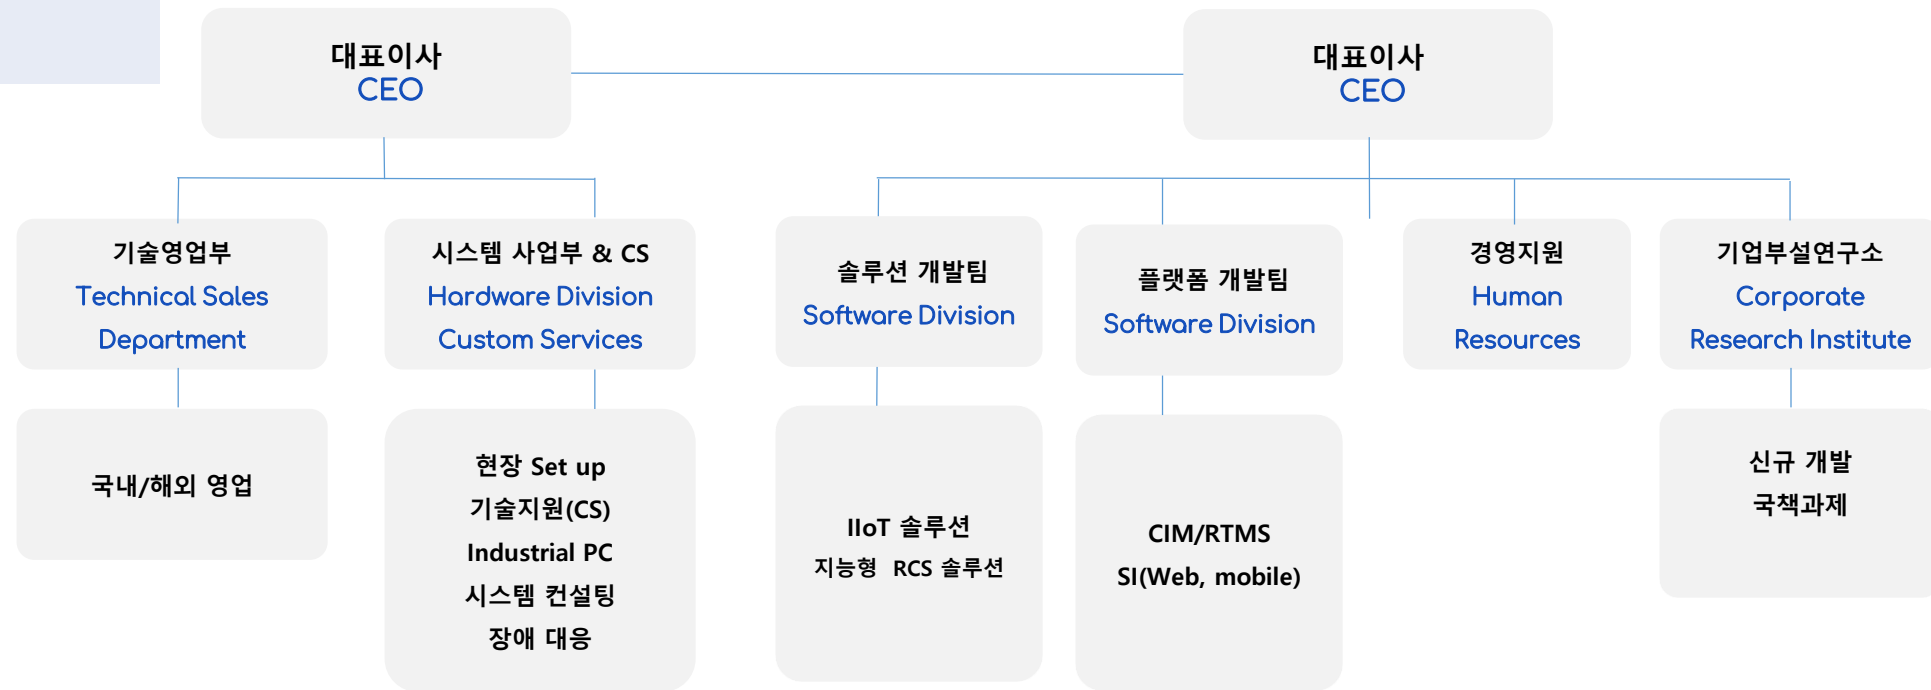 대표이사
CEO
대표이사
CEO
기술영업부
Technical Sales
Department
시스템 사업부 & CS
Hardware Division
Custom Services
솔루션 개발팀
Software Division
플랫폼 개발팀
Software Division
경영지원
Human
Resources
기업부설연구소
Corporate
Research Institute
국내/해외 영업
현장 Set up
기술지원(CS)
Industrial PC
시스템 컨설팅
장애 대응
IIoT 솔루션
지능형 RCS 솔루션
CIM/RTMS
SI(Web, mobile)
신규 개발
국책과제